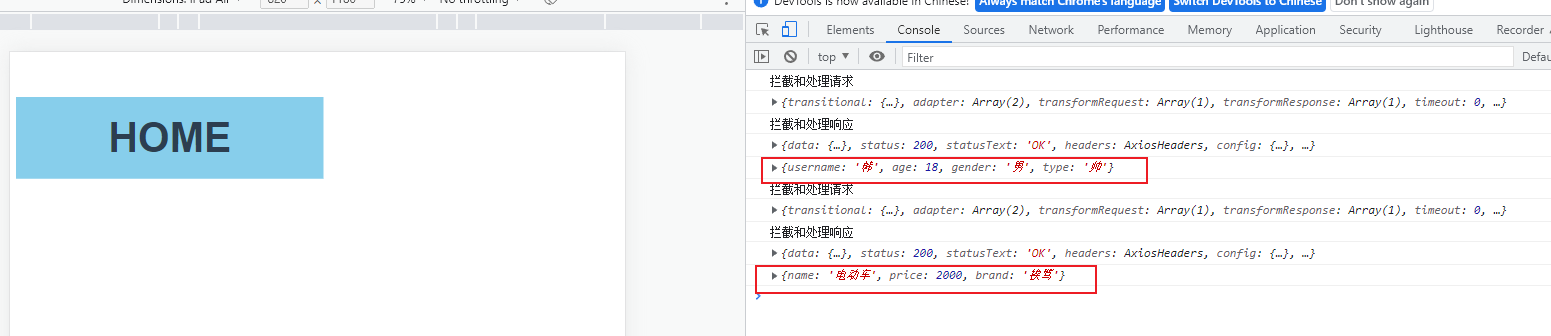 Dimensions: iPad Air 820 × 1180 75% No throttling
DevTools is now available in Chinese! Always match Chrome's language Switch DevTools to Chinese Don't show again
Elements Console Sources Network Performance Memory Application Security Lighthouse Recorder
top Filter Defau
拦截和处理请求
{transitional: {…}, adapter: Array(2), transformRequest: Array(1), transformResponse: Array(1), timeout: 0, …}
拦截和处理响应
{data: {…}, status: 200, statusText: 'OK', headers: AxiosHeaders, config: {…}, …}
{username: '韩', age: 18, gender: '男', type: '帅'}
拦截和处理请求
{transitional: {…}, adapter: Array(2), transformRequest: Array(1), transformResponse: Array(1), timeout: 0, …}
拦截和处理响应
{data: {…}, status: 200, statusText: 'OK', headers: AxiosHeaders, config: {…}, …}
{name: '电动车', price: 2000, brand: '挨骂'}
HOME